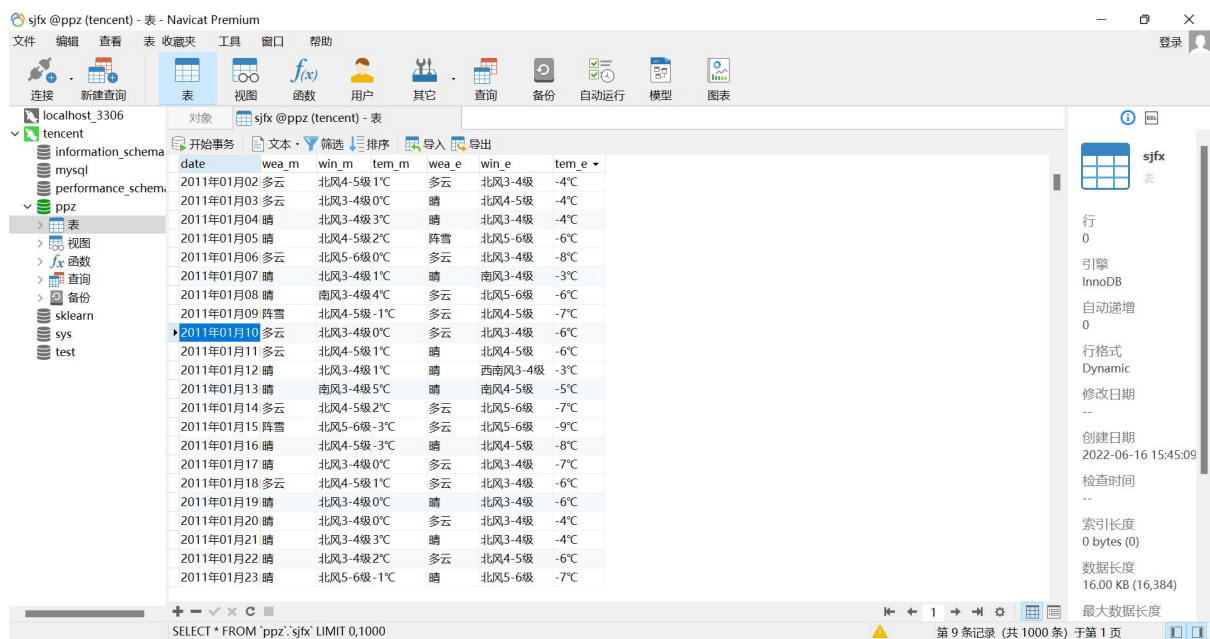 sjfx @ppz (tencent) - 表 - Navicat Premium
文件 编辑 查看 表 收藏夹 工具 窗口 帮助 登录
连接 新建查询 表 视图 函数 用户 其它 查询 备份 自动运行 模型 图表
localhost_3306
tencent
information_schema
mysql
performance_schem
ppz
表
视图
函数
查询
备份
sklearn
sys
test
对象 sjfx @ppz (tencent) - 表
开始事务 文本 筛选 排序 导入 导出
date wea_m win_m tem_m wea_e win_e tem_e
2011年01月02 多云 北风4-5级 1℃ 多云 北风3-4级 -4℃
2011年01月03 多云 北风3-4级 0℃ 晴 北风4-5级 -4℃
2011年01月04 晴 北风3-4级 3℃ 晴 北风3-4级 -4℃
2011年01月05 晴 北风4-5级 2℃ 阵雪 北风5-6级 -6℃
2011年01月06 多云 北风5-6级 0℃ 多云 北风3-4级 -8℃
2011年01月07 晴 北风3-4级 1℃ 晴 南风3-4级 -3℃
2011年01月08 晴 南风3-4级 4℃ 多云 北风5-6级 -6℃
2011年01月09 阵雪 北风4-5级 -1℃ 多云 北风4-5级 -7℃
2011年01月10 多云 北风3-4级 0℃ 多云 北风3-4级 -6℃
2011年01月11 多云 北风4-5级 1℃ 晴 北风4-5级 -6℃
2011年01月12 晴 北风3-4级 1℃ 晴 西南风3-4级 -3℃
2011年01月13 晴 南风3-4级 5℃ 晴 南风4-5级 -5℃
2011年01月14 多云 北风4-5级 2℃ 多云 北风5-6级 -7℃
2011年01月15 阵雪 北风5-6级 -3℃ 多云 北风5-6级 -9℃
2011年01月16 晴 北风4-5级 -3℃ 晴 北风4-5级 -8℃
2011年01月17 晴 北风3-4级 0℃ 多云 北风3-4级 -7℃
2011年01月18 多云 北风4-5级 1℃ 多云 北风3-4级 -6℃
2011年01月19 晴 北风3-4级 0℃ 晴 北风3-4级 -6℃
2011年01月20 晴 北风3-4级 0℃ 多云 北风3-4级 -4℃
2011年01月21 晴 北风3-4级 3℃ 晴 北风3-4级 -4℃
2011年01月22 晴 北风3-4级 2℃ 多云 北风4-5级 -6℃
2011年01月23 晴 北风5-6级 -1℃ 晴 北风5-6级 -7℃
DDL
sjfx
表
行
0
引擎
InnoDB
自动递增
0
行格式
Dynamic
修改日期
--
创建日期
2022-06-16 15:45:09
检查时间
--
索引长度
0 bytes (0)
数据长度
16.00 KB (16,384)
最大数据长度
1
SELECT * FROM `ppz`.`sjfx` LIMIT 0,1000
第 9 条记录 (共 1000 条) 于第 1 页